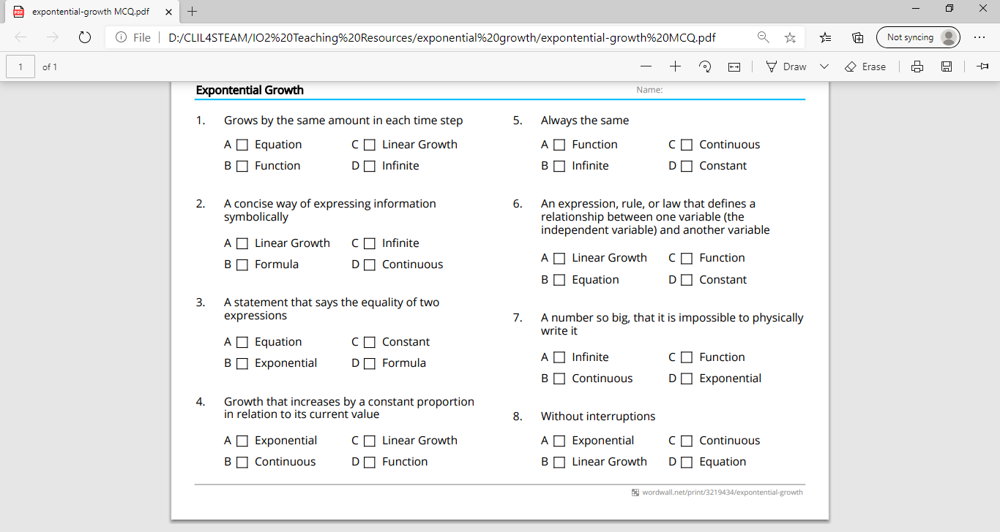 expontential-growth MCQ.pdf
File D:/CLIL4STEAM/IO2%20Teaching%20Resources/exponential%20growth/expontential-growth%20MCQ.pdf Not syncing
1 of 1 Draw Erase
Expontential Growth Name:
1. Grows by the same amount in each time step
A Equation C Linear Growth
B Function D Infinite
2. A concise way of expressing information
symbolically
A Linear Growth C Infinite
B Formula D Continuous
3. A statement that says the equality of two
expressions
A Equation C Constant
B Exponential D Formula
4. Growth that increases by a constant proportion
in relation to its current value
A Exponential C Linear Growth
B Continuous D Function
5. Always the same
A Function C Continuous
B Infinite D Constant
6. An expression, rule, or law that defines a
relationship between one variable (the
independent variable) and another variable
A Linear Growth C Function
B Equation D Constant
7. A number so big, that it is impossible to physically
write it
A Infinite C Function
B Continuous D Exponential
8. Without interruptions
A Exponential C Continuous
B Linear Growth D Equation
wordwall.net/print/3219434/expontential-growth